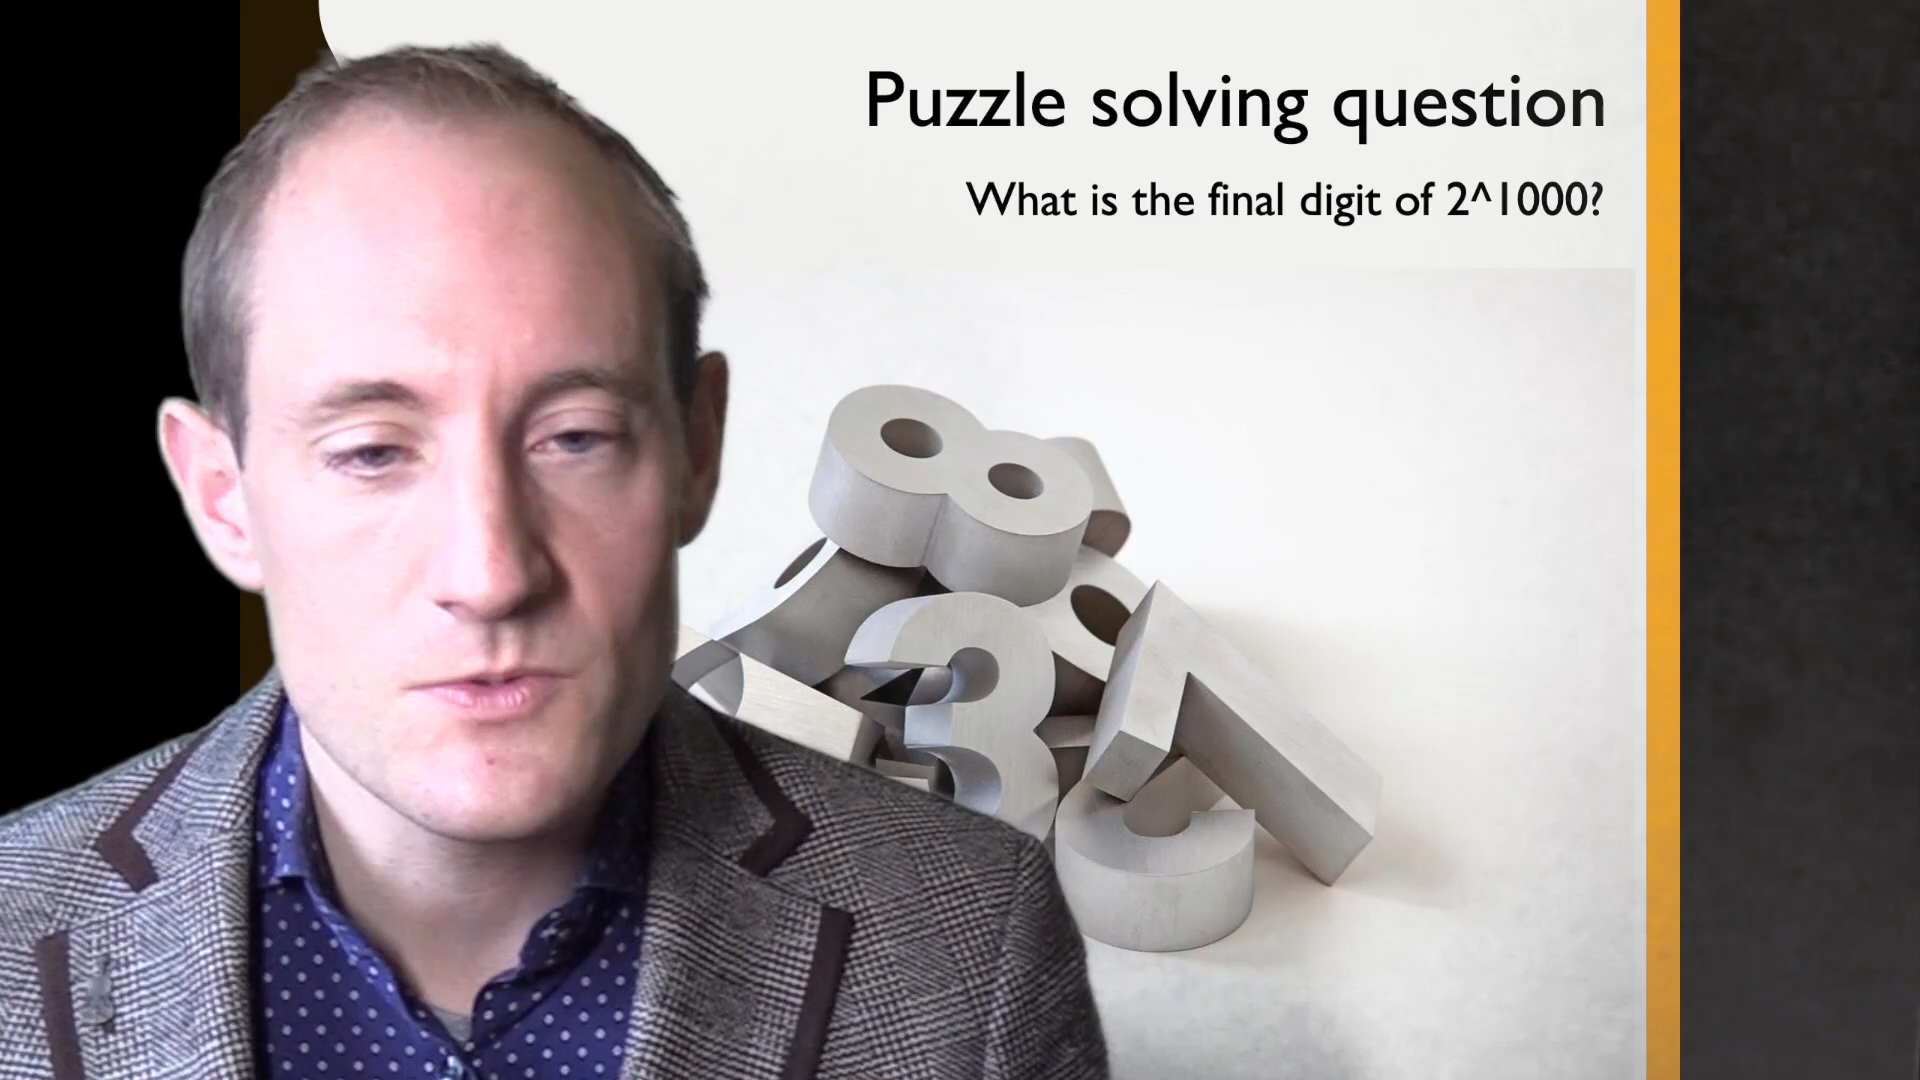 Puzzle solving question
What is the final digit of 2^1000?